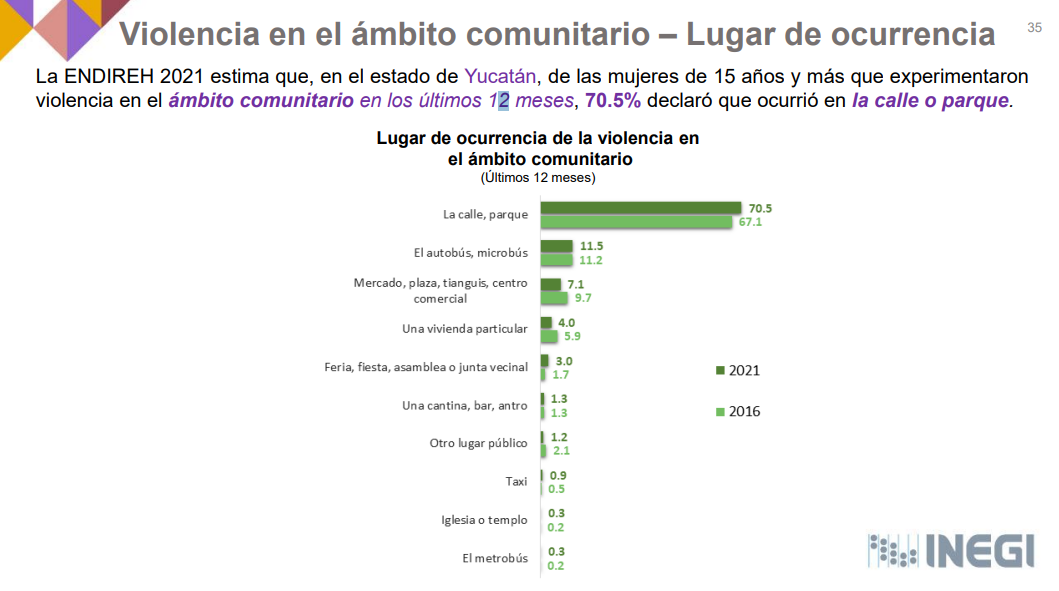 Violencia en el ámbito comunitario – Lugar de ocurrencia
35
La ENDIREH 2021 estima que, en el estado de Yucatán, de las mujeres de 15 años y más que experimentaron
violencia en el ámbito comunitario en los últimos 12 meses, 70.5% declaró que ocurrió en la calle o parque.
Lugar de ocurrencia de la violencia en
el ámbito comunitario
(Últimos 12 meses)
La calle, parque
70.5
67.1
El autobús, microbús
11.5
11.2
Mercado, plaza, tianguis, centro
comercial
7.1
9.7
Una vivienda particular
4.0
5.9
Feria, fiesta, asamblea o junta vecinal
3.0
1.7
Una cantina, bar, antro
1.3
1.3
Otro lugar público
1.2
2.1
Taxi
0.9
0.5
Iglesia o templo
0.3
0.2
El metrobús
0.3
0.2
2021
2016
INEGI